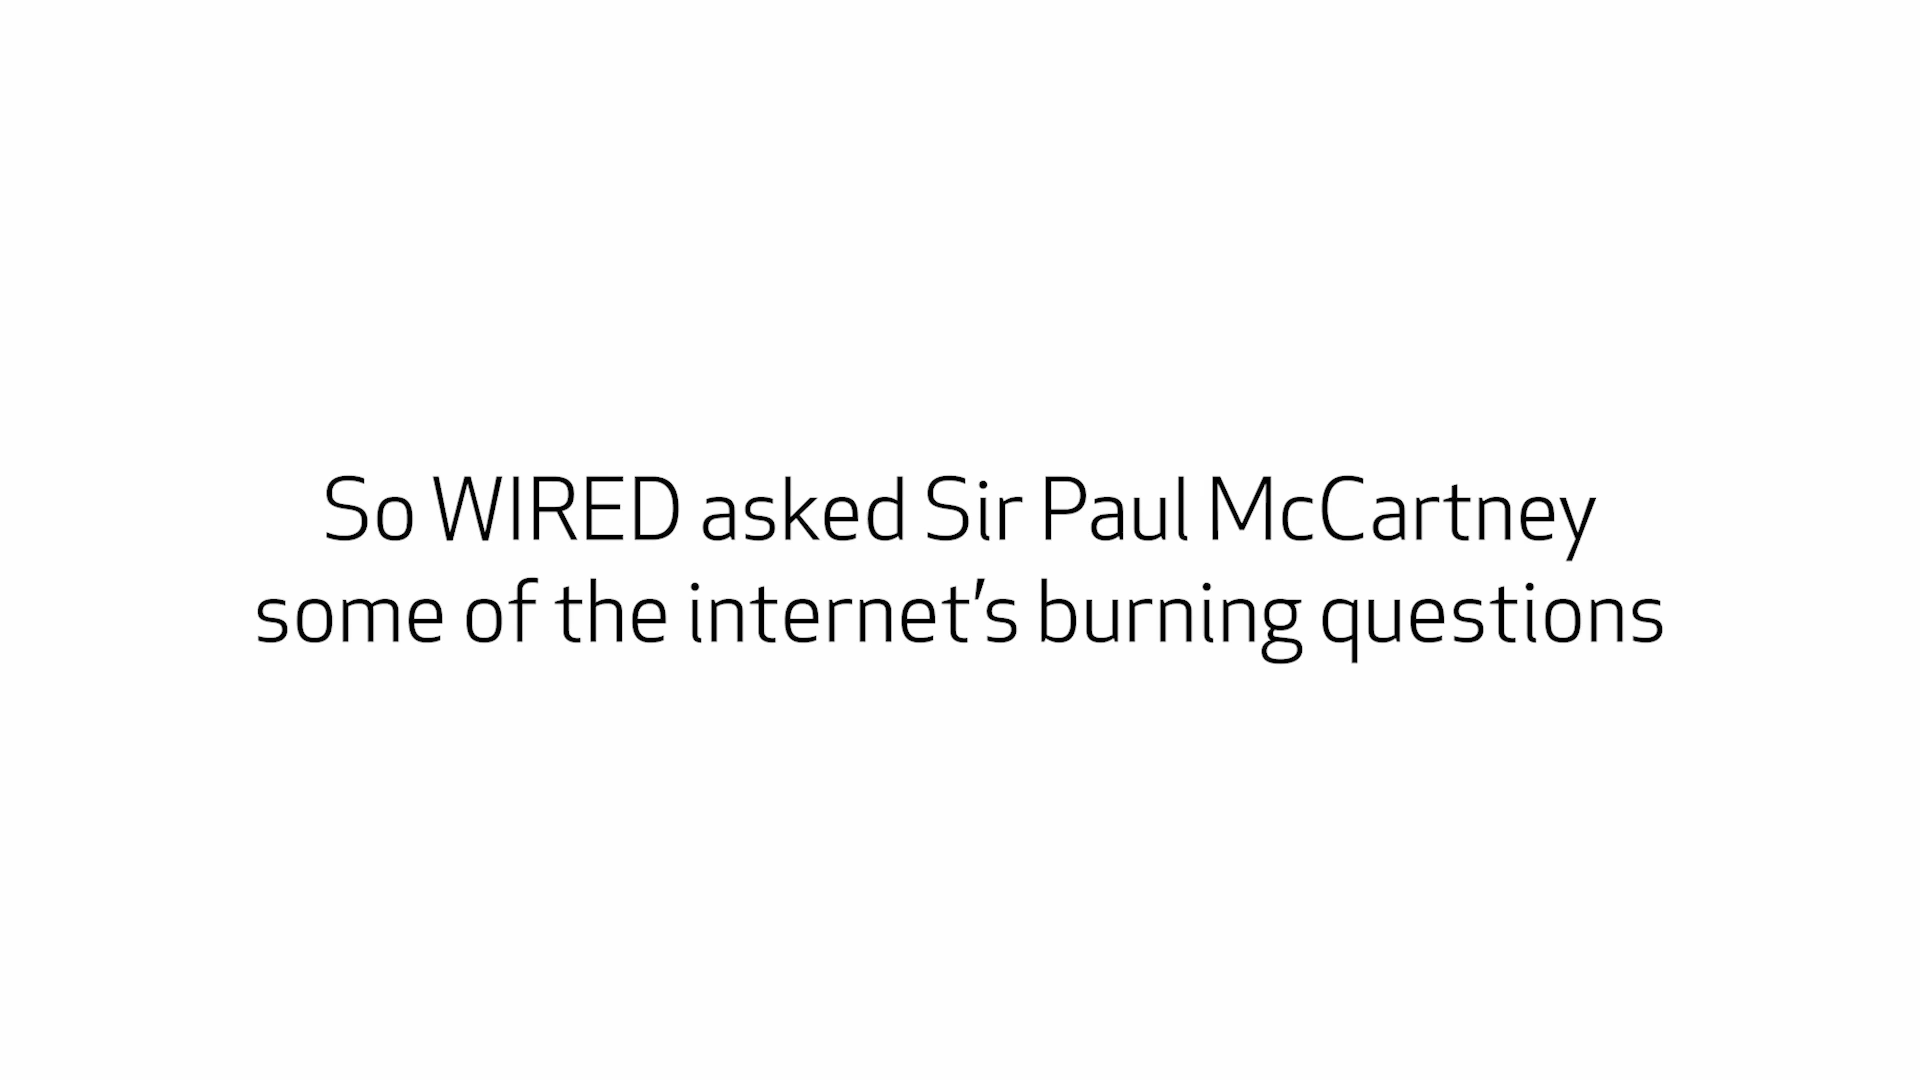 So WIRED asked Sir Paul McCartney
some of the internet’s burning questions